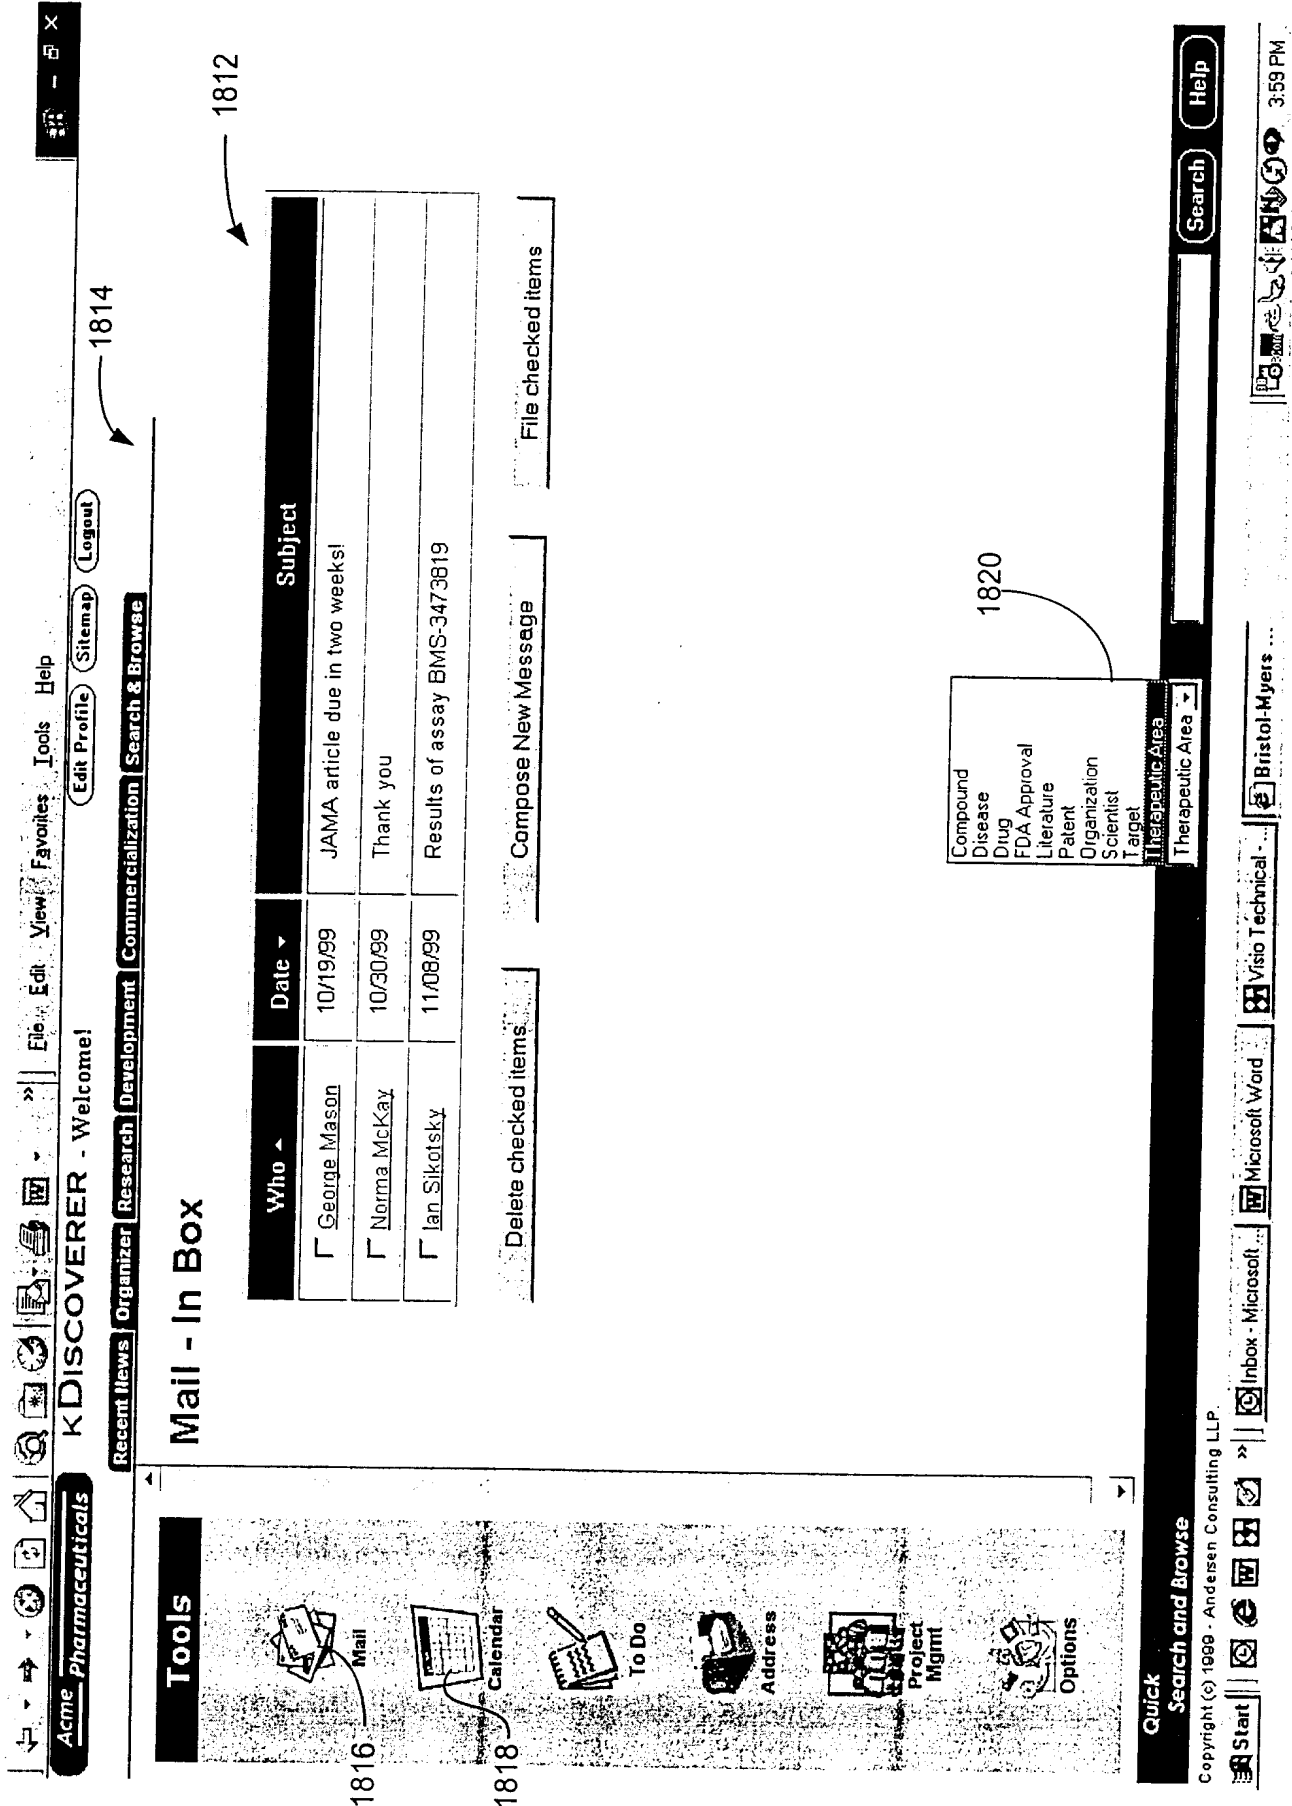 File Edit View Favorites Tools Help
Acme Pharmaceuticals
KDISCOVERER - Welcome!
Edit Profile Sitemap Logout
Recent News Organizer Research Development Commercialization Search & Browse
1814
1812
Tools
Mail
Calendar
To Do
Address
Project
Mgmt
Options
1816
1818
Mail - In Box
Who Date Subject
George Mason 10/19/99 JAMA article due in two weeks!
Norma McKay 10/30/99 Thank you
Ian Sikotsky 11/08/99 Results of assay BMS-3473819
Delete checked items Compose New Message File checked items
1820
Compound
Disease
Drug
FDA Approval
Literature
Patent
Organization
Scientist
Target
Therapeutic Area
Therapeutic Area
Quick
Search and Browse
Search Help
Copyright (c) 1999 - Andersen Consulting LLP.
Start Inbox - Microsoft ... Microsoft Word Visio Technical - ... Bristol-Myers ... 3:59 PM